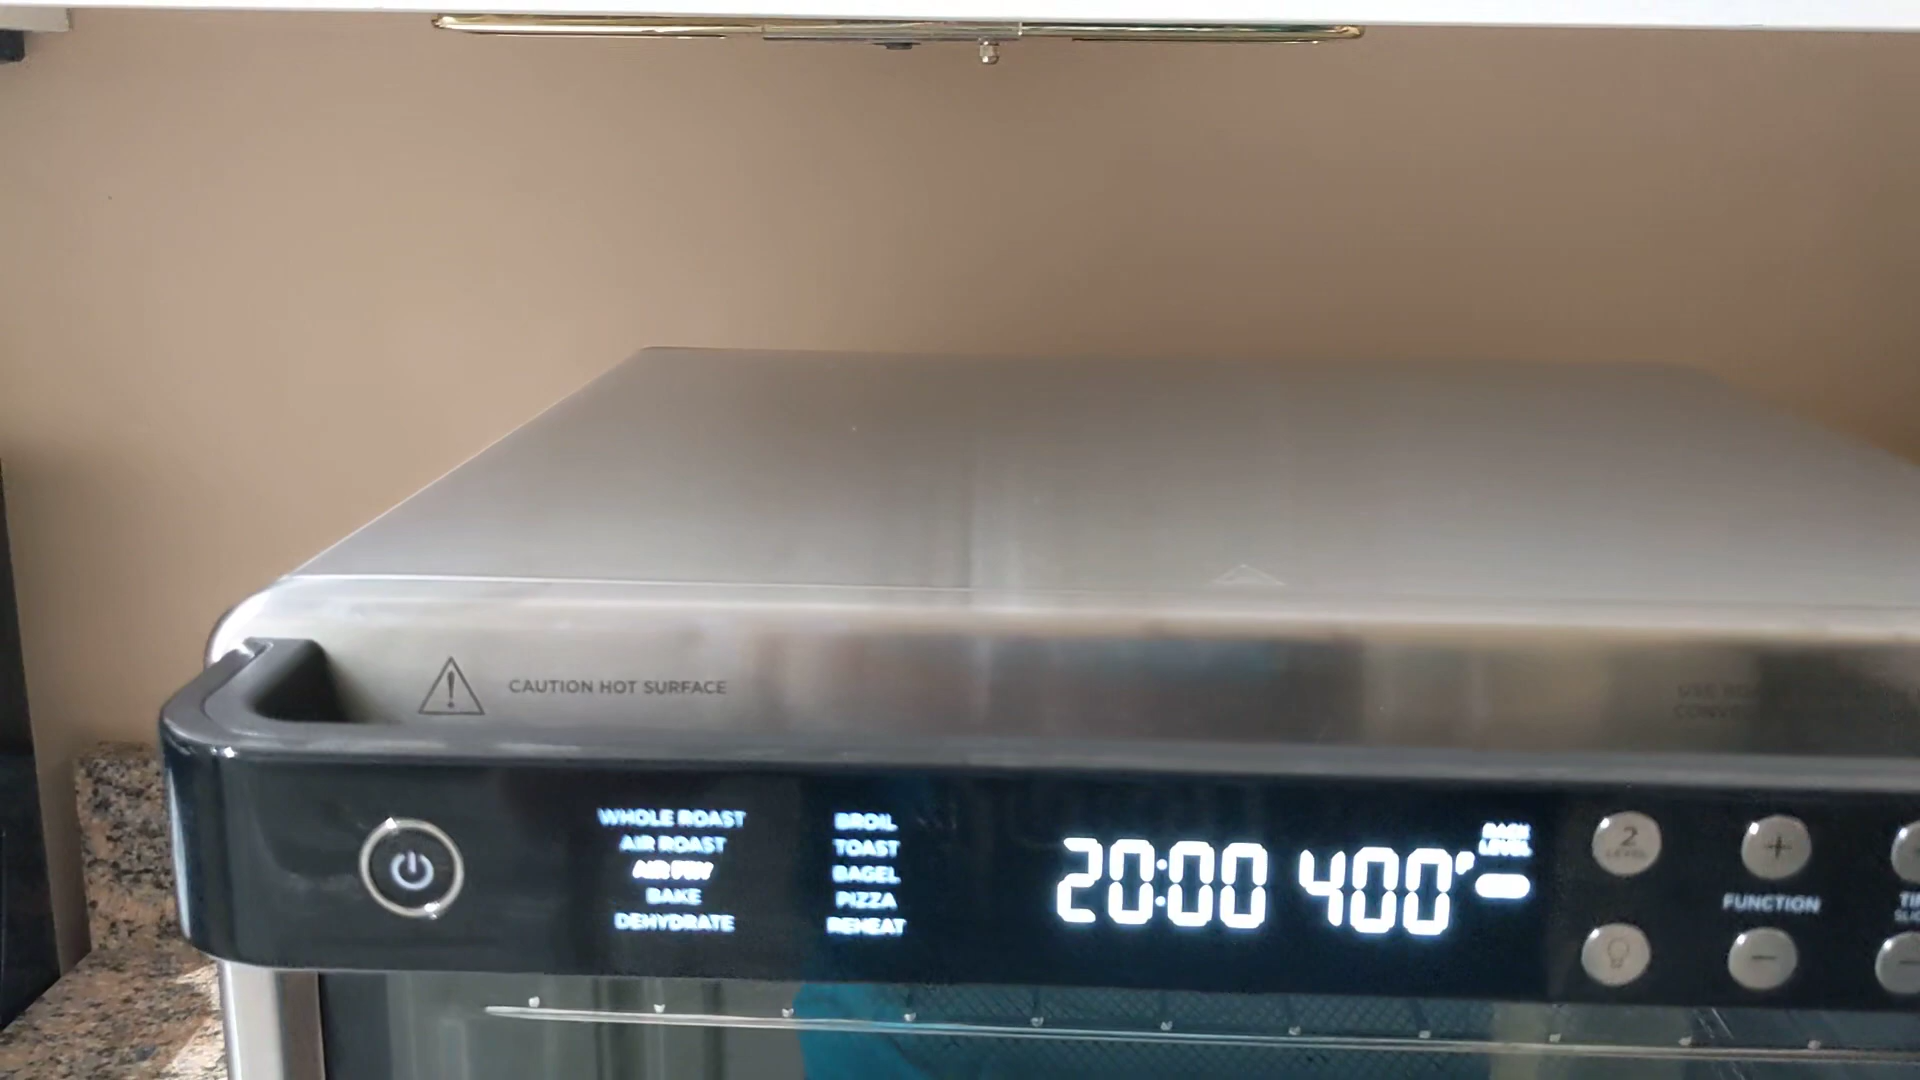 CAUTION HOT SURFACE
WHOLE ROAST
AIR ROAST
AIR FRY
BAKE
DEHYDRATE
BROIL
TOAST
BAGEL
PIZZA
REHEAT
20:00 400°F
RACK
LEVEL
2
LEVEL
FUNCTION